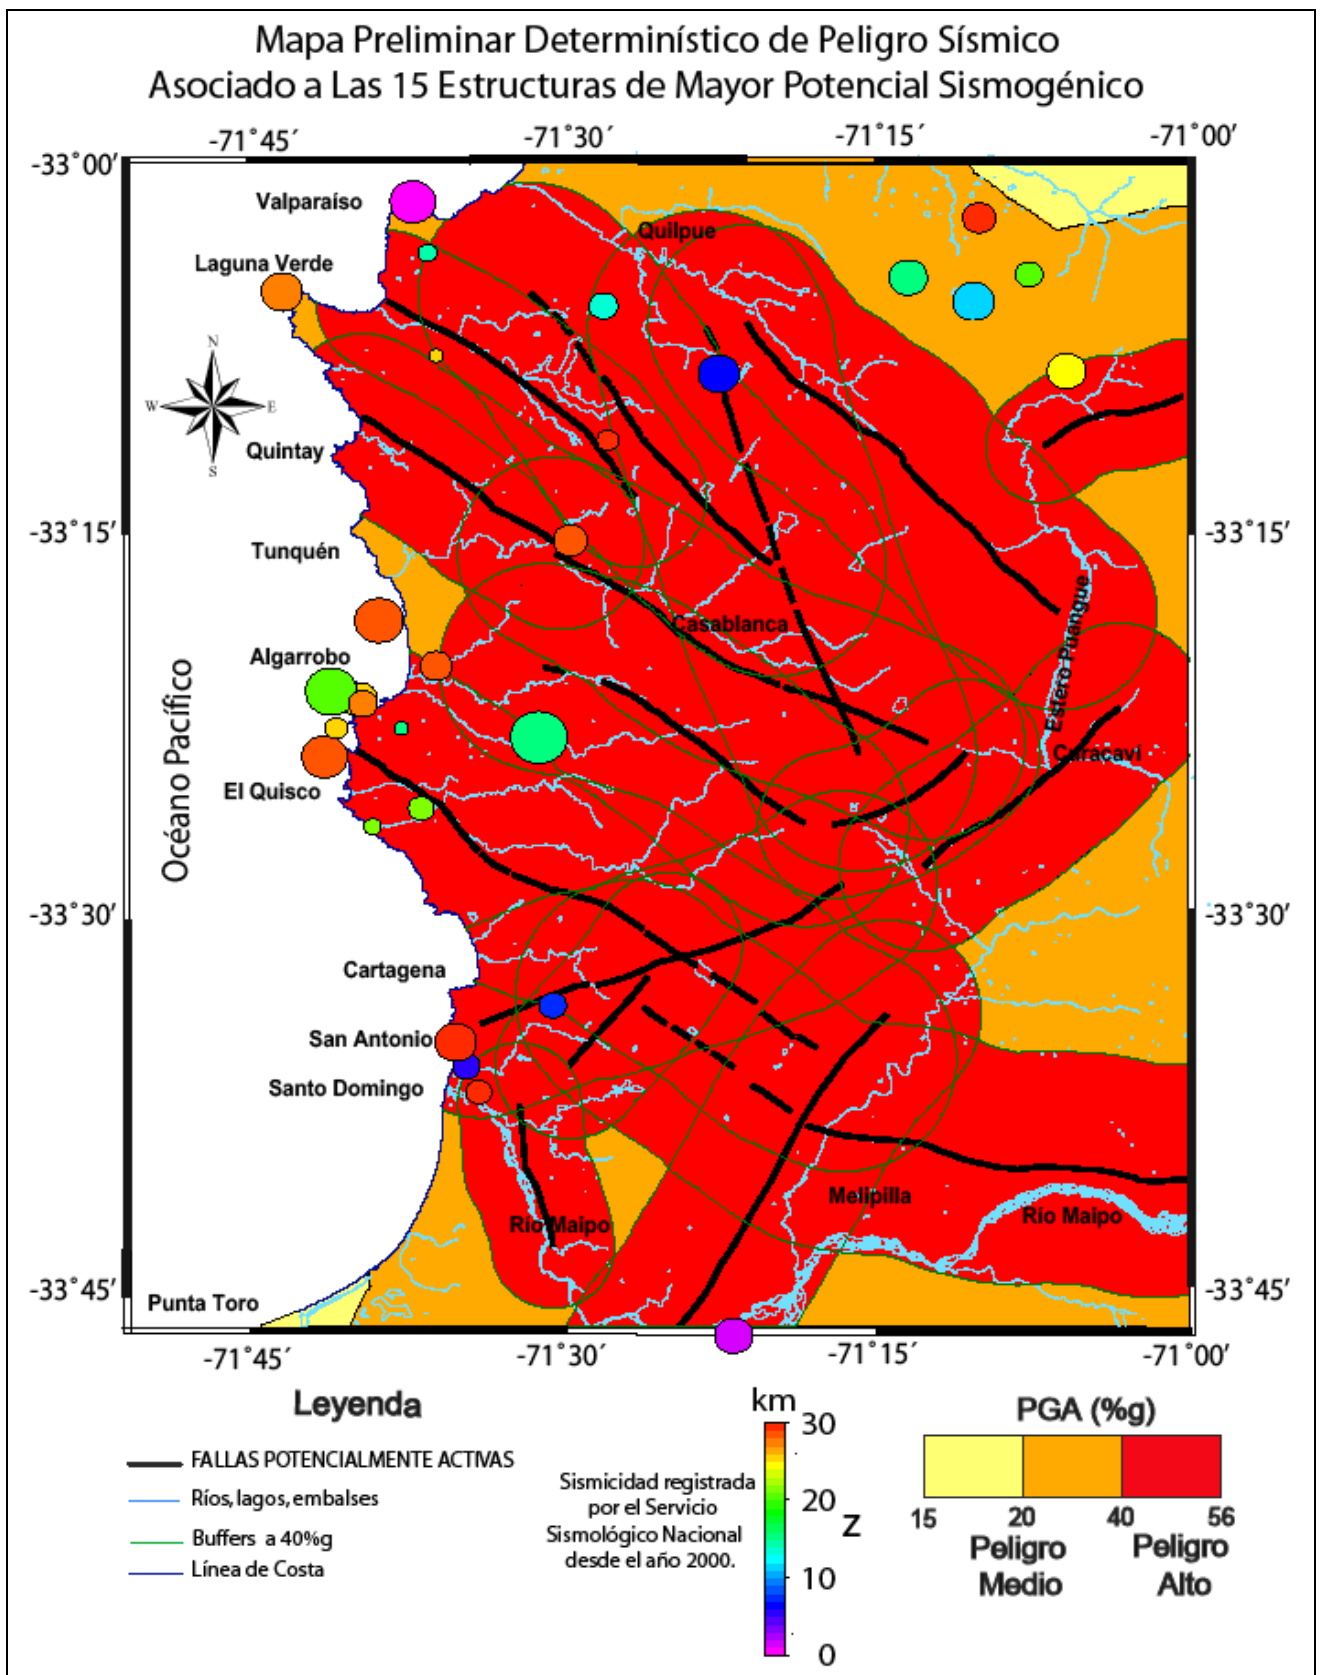 Mapa Preliminar Determinístico de Peligro Sísmico
Asociado a Las 15 Estructuras de Mayor Potencial Sismogénico
-71˚45´
-71˚30´
-71˚15´
-71˚00´
-33˚00´
Valparaíso
Quilpue
Laguna Verde
N
W
E
S
Quintay
-33˚15´
-33˚15´
Tunquén
Estero Puangue
Casablanca
Algarrobo
Océano Pacífico
Curacaví
El Quisco
-33˚30´
-33˚30´
Cartagena
San Antonio
Santo Domingo
Melipilla
Río Maipo
Río Maipo
-33˚45´
-33˚45´
Punta Toro
-71˚45´
-71˚30´
-71˚15´
-71˚00´
Leyenda
FALLAS POTENCIALMENTE ACTIVAS
Ríos, lagos, embalses
Buffers a 40%g
Línea de Costa
Sismicidad registrada
por el Servicio
Sismológico Nacional
desde el año 2000.
km
30
20
z
10
0
PGA (%g)
15
20
40
56
Peligro
Medio
Peligro
Alto